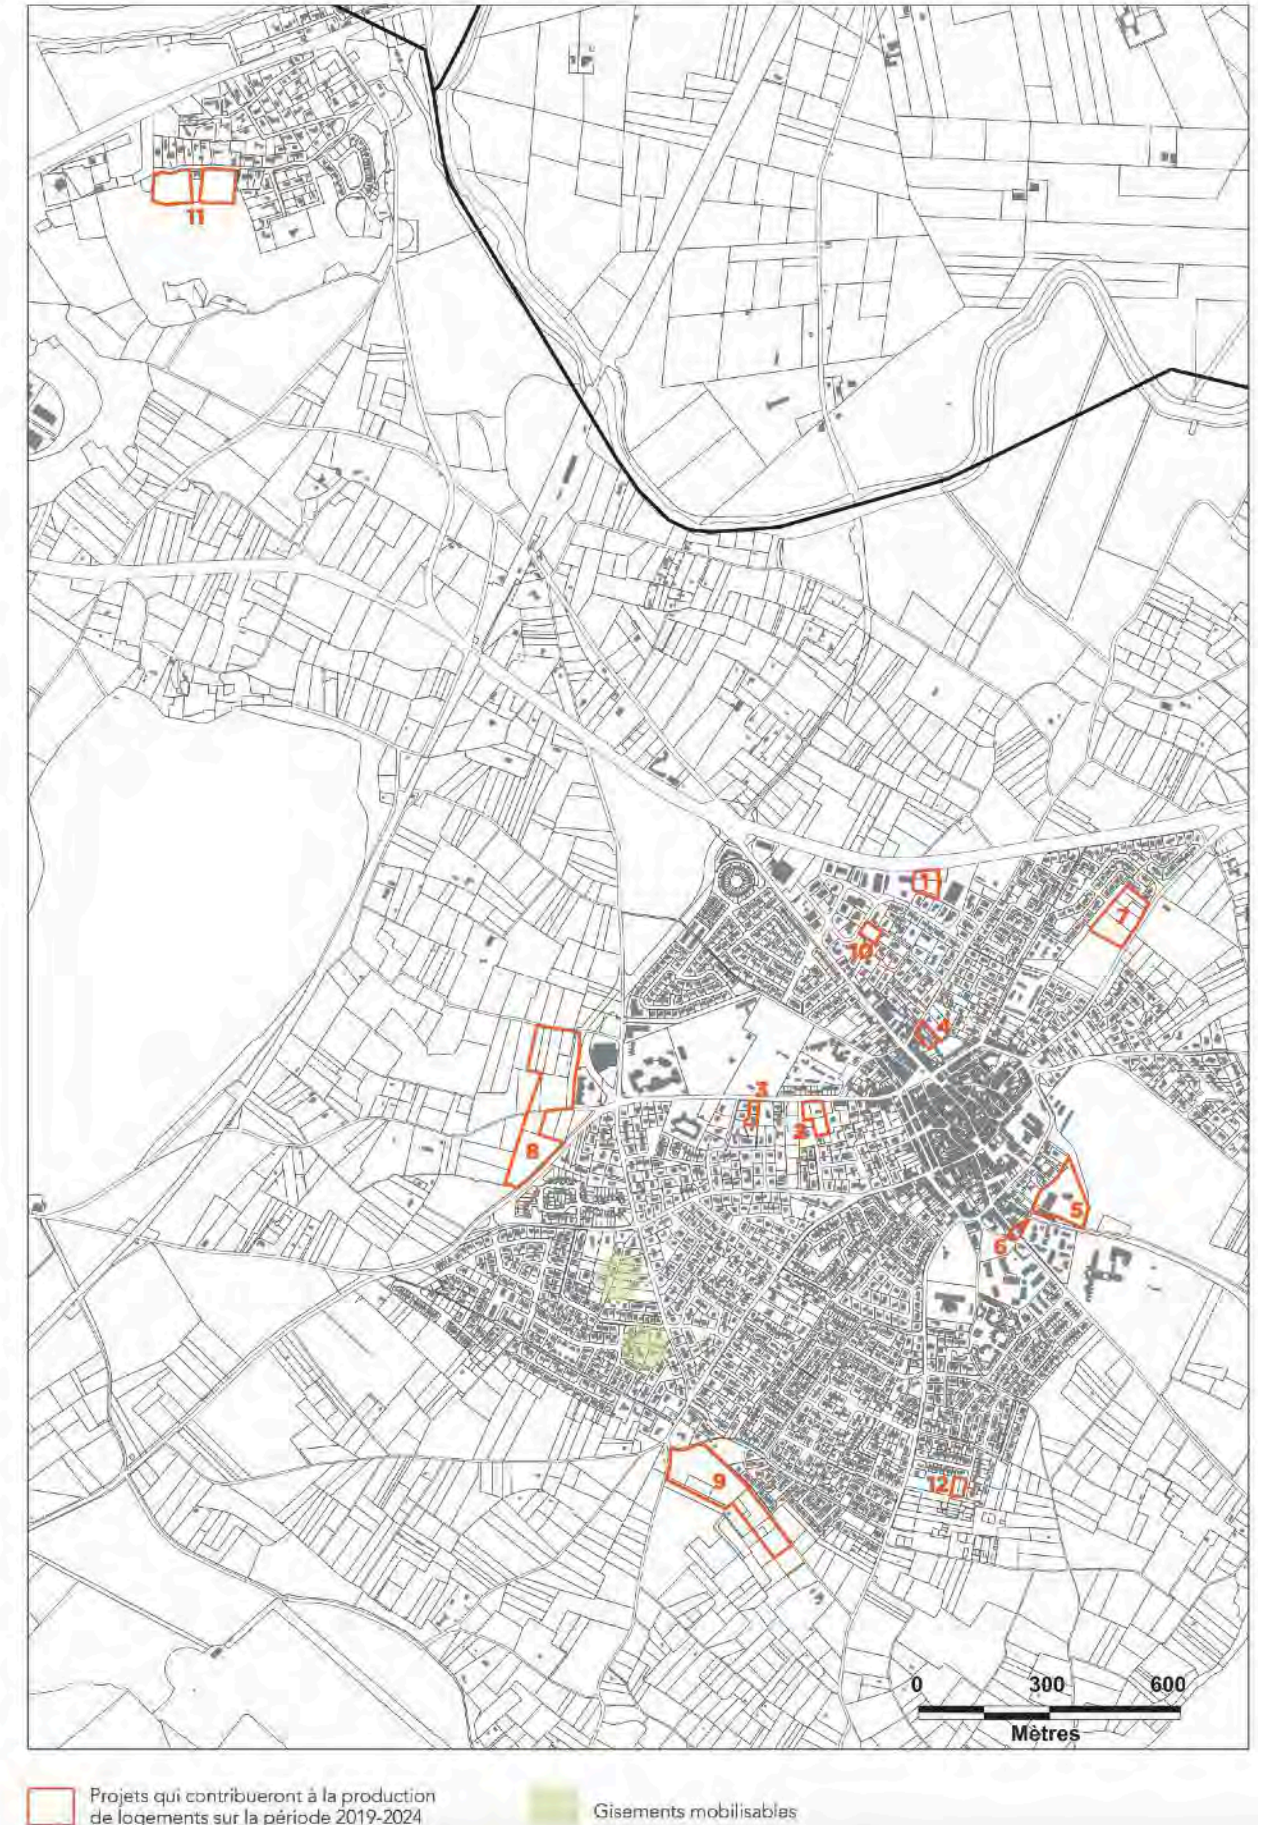 11
1
7
10
4
3
2
8
5
6
9
12
0 300 600
Mètres
Projets qui contribueront à la production
de logements sur la période 2019-2024
Gisements mobilisables